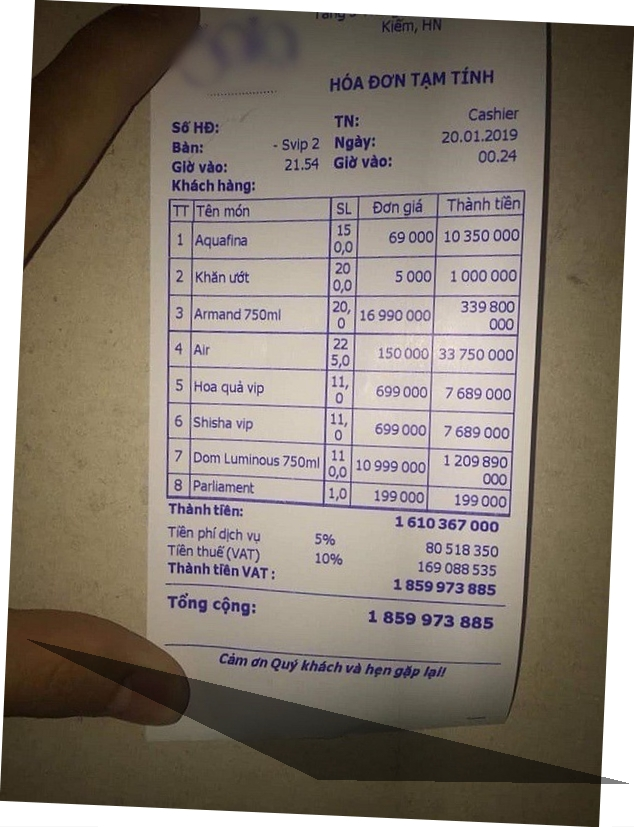 Kiếm, HN
HÓA ĐƠN TẠM TÍNH
Số HĐ: TN: Cashier
Bàn: - Svip 2 Ngày: 20.01.2019
Giờ vào: 21.54 Giờ vào: 00.24
Khách hàng:
TT Tên món SL Đơn giá Thành tiền
1 Aquafina 15 0,0 69 000 10 350 000
2 Khăn ướt 20 0,0 5 000 1 000 000
3 Armand 750ml 20, 0 16 990 000 339 800 000
4 Air 22 5,0 150 000 33 750 000
5 Hoa quả vip 11, 0 699 000 7 689 000
6 Shisha vip 11, 0 699 000 7 689 000
7 Dom Luminous 750ml 11 0,0 10 999 000 1 209 890 000
8 Parliament 1,0 199 000 199 000
Thành tiền: 1 610 367 000
Tiền phí dịch vụ 5% 80 518 350
Tiền thuế (VAT) 10% 169 088 535
Thành tiền VAT : 1 859 973 885
Tổng cộng: 1 859 973 885
Cảm ơn Quý khách và hẹn gặp lại!